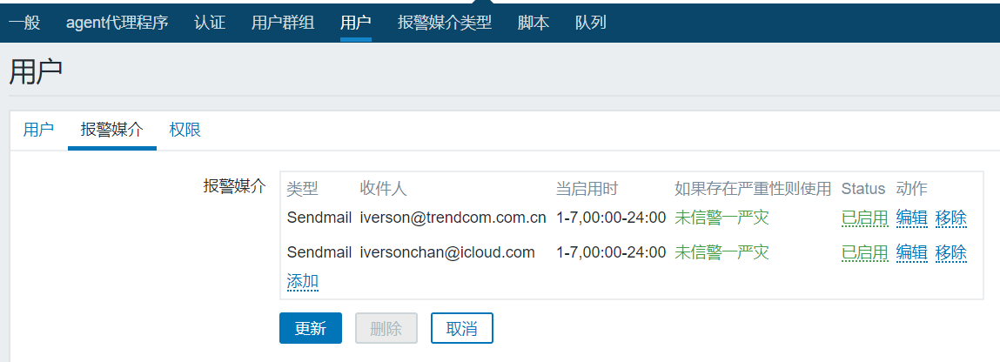 一般 agent代理程序 认证 用户群组 用户 报警媒介类型 脚本 队列
用户
用户 报警媒介 权限
报警媒介 类型 收件人 当启用时 如果存在严重性则使用 Status 动作
Sendmail iverson@trendcom.com.cn 1-7,00:00-24:00 未信警一严灾 已启用 编辑 移除
Sendmail iversonchan@icloud.com 1-7,00:00-24:00 未信警一严灾 已启用 编辑 移除
添加
更新 删除 取消